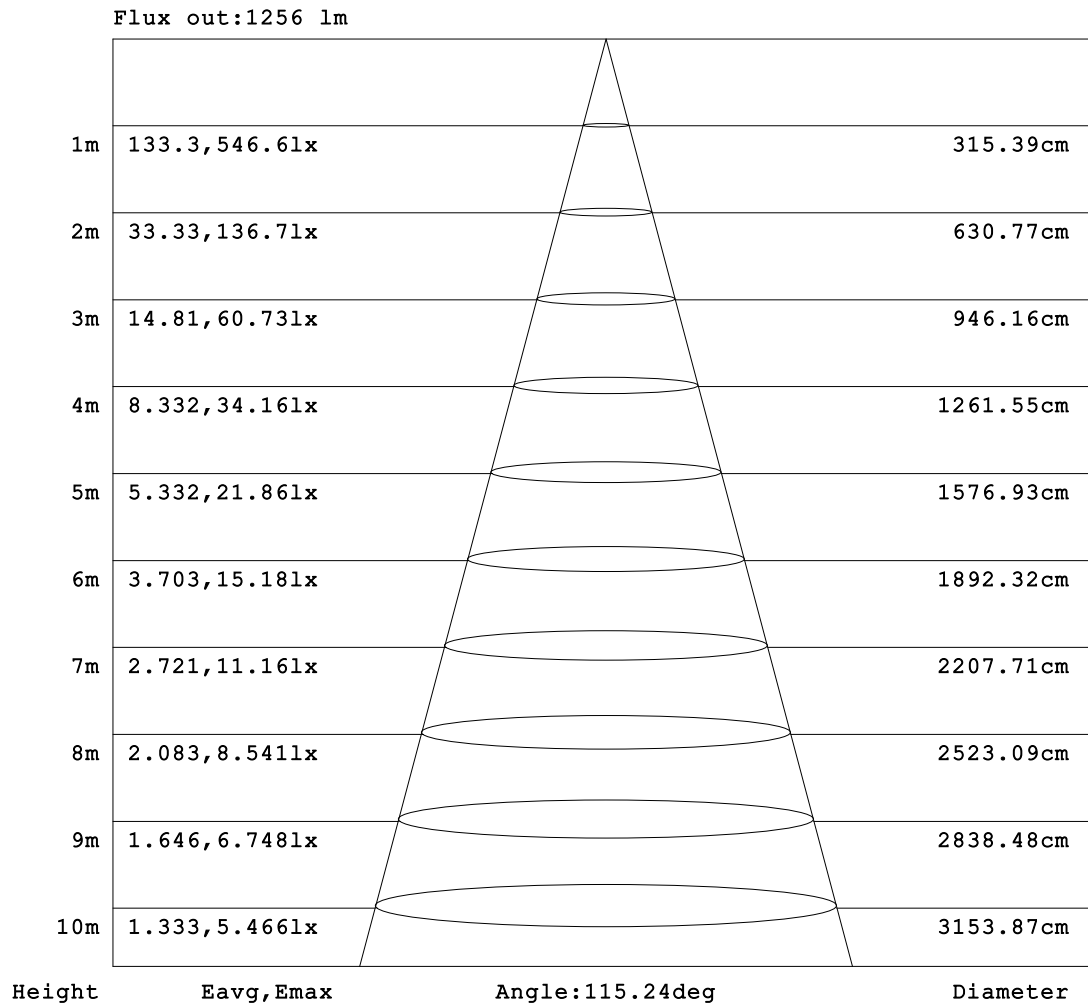 Flux out:1256 lm
1m 133.3,546.6lx 315.39cm
2m 33.33,136.7lx 630.77cm
3m 14.81,60.73lx 946.16cm
4m 8.332,34.16lx 1261.55cm
5m 5.332,21.86lx 1576.93cm
6m 3.703,15.18lx 1892.32cm
7m 2.721,11.16lx 2207.71cm
8m 2.083,8.541lx 2523.09cm
9m 1.646,6.748lx 2838.48cm
10m 1.333,5.466lx 3153.87cm
Height Eavg,Emax Angle:115.24deg Diameter